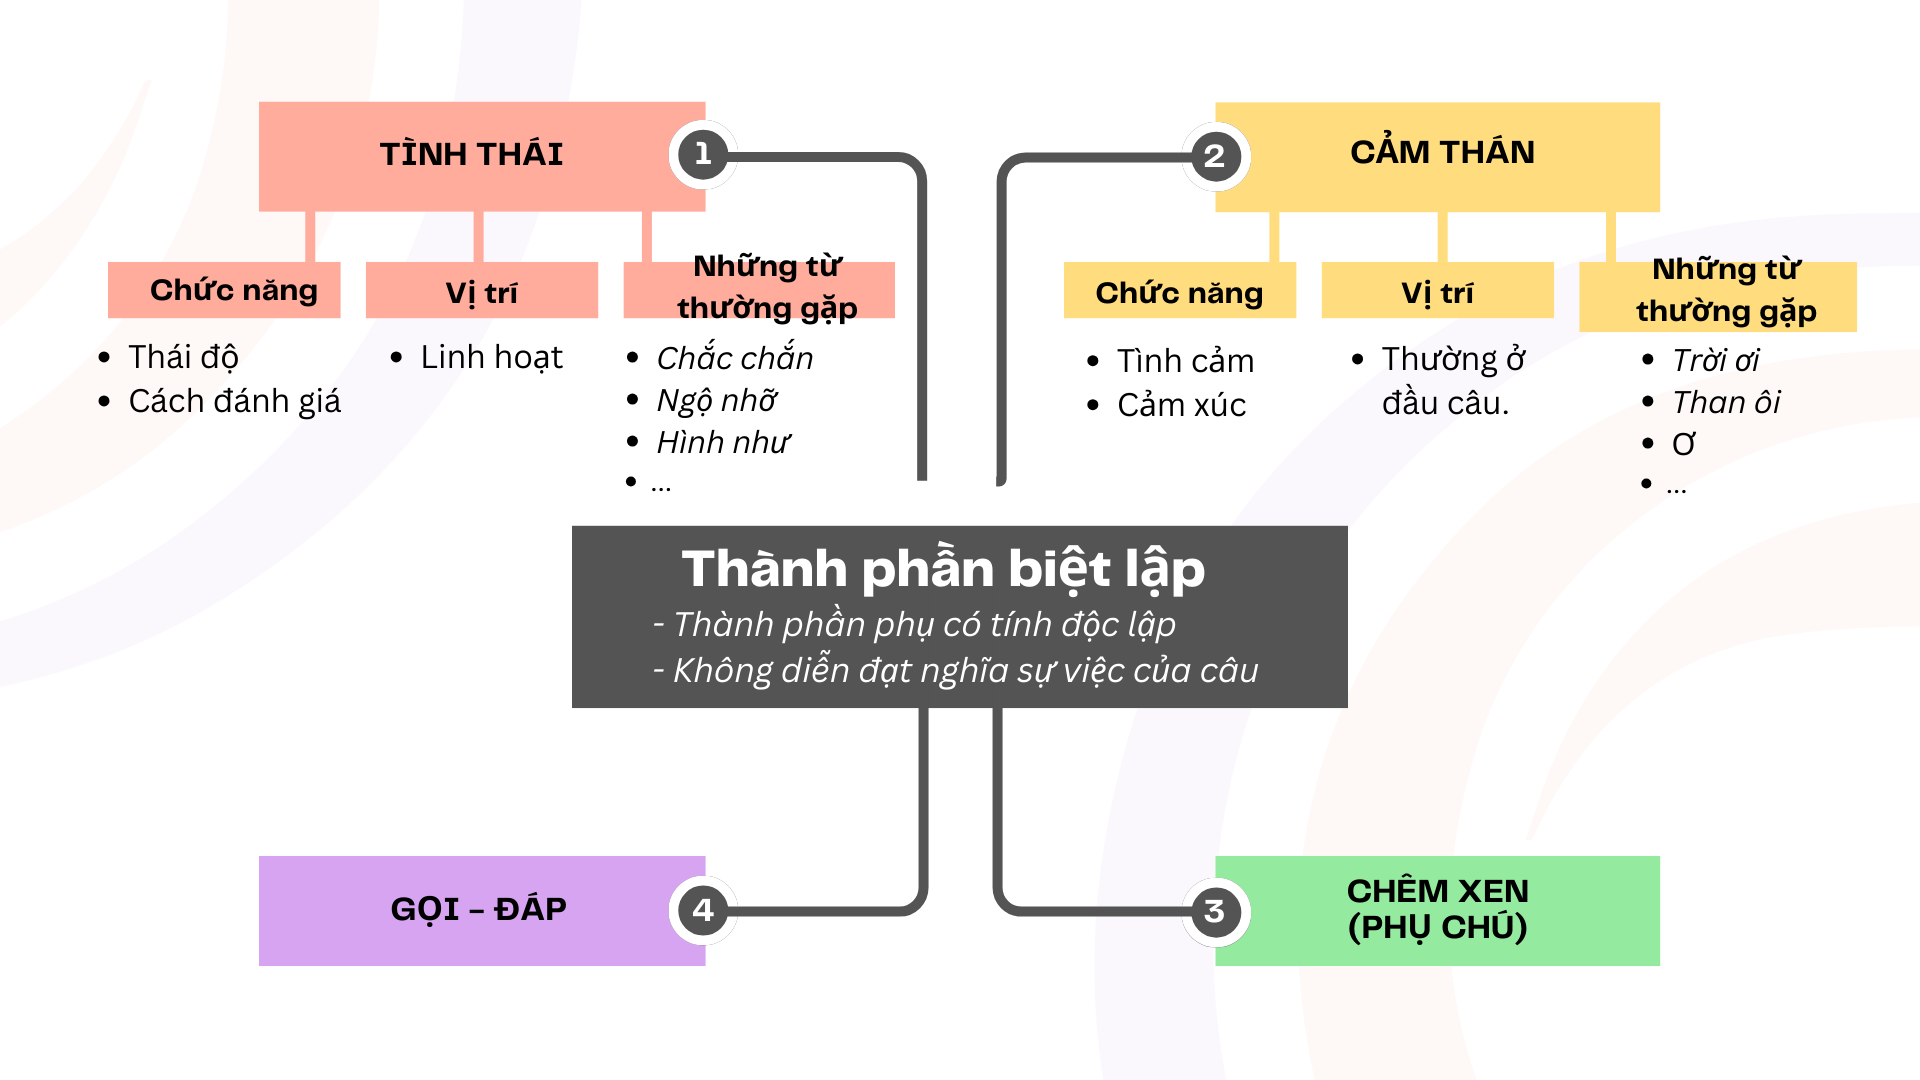 TÌNH THÁI
1
Chức năng
• Thái độ
• Cách đánh giá
Vị trí
• Linh hoạt
Những từ
thường gặp
• Chắc chắn
• Ngộ nhỡ
• Hình như
• ...
2
CẢM THÁN
Chức năng
• Tình cảm
• Cảm xúc
Vị trí
• Thường ở
đầu câu.
Những từ
thường gặp
• Trời ơi
• Than ôi
• Ơ
• ...
Thành phần biệt lập
- Thành phần phụ có tính độc lập
- Không diễn đạt nghĩa sự việc của câu
GỌI – ĐÁP
4
3
CHÊM XEN
(PHỤ CHÚ)